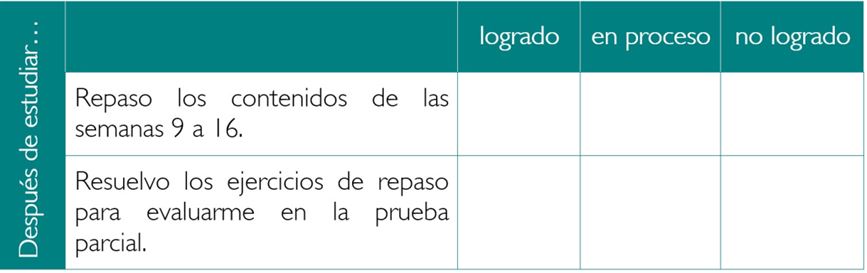 Después de estudiar…
logrado
en proceso
no logrado
Repaso los contenidos de las
semanas 9 a 16.
Resuelvo los ejercicios de repaso
para evaluarme en la prueba
parcial.